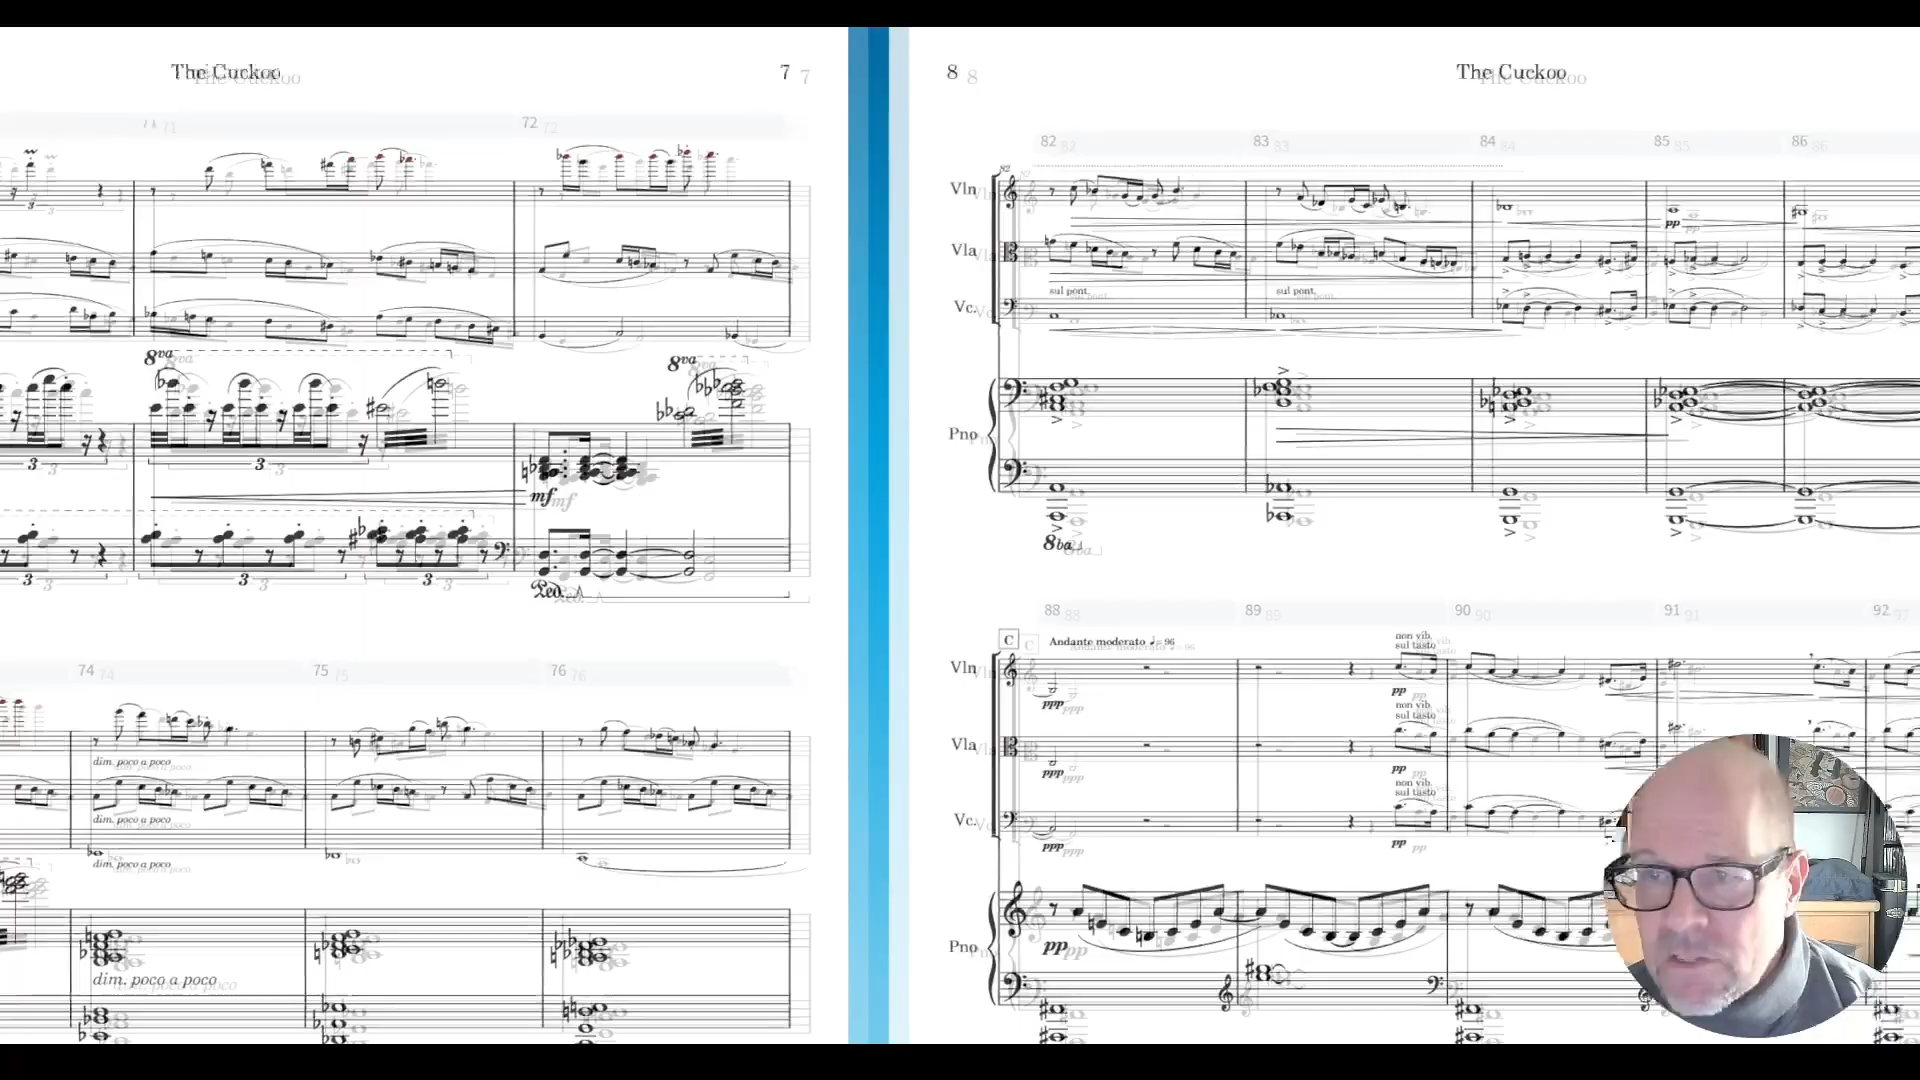 The Cuckoo 7
71 72
3
8va 8va
3
mf
3 3 3
Ped.
74 75 76
dim. poco a poco
dim. poco a poco
dim. poco a poco
dim. poco a poco
8 The Cuckoo
82 83 84 85 86
82
Vln
pp
Vla
sul pont. sul pont.
Vc.
Pno
8ba
88 89 90 91 92
C Andante moderato ♩= 96
non vib.
sul tasto
Vln
ppp pp
non vib.
sul tasto
Vla
ppp pp
non vib.
sul tasto
Vc.
ppp pp
Pno
pp